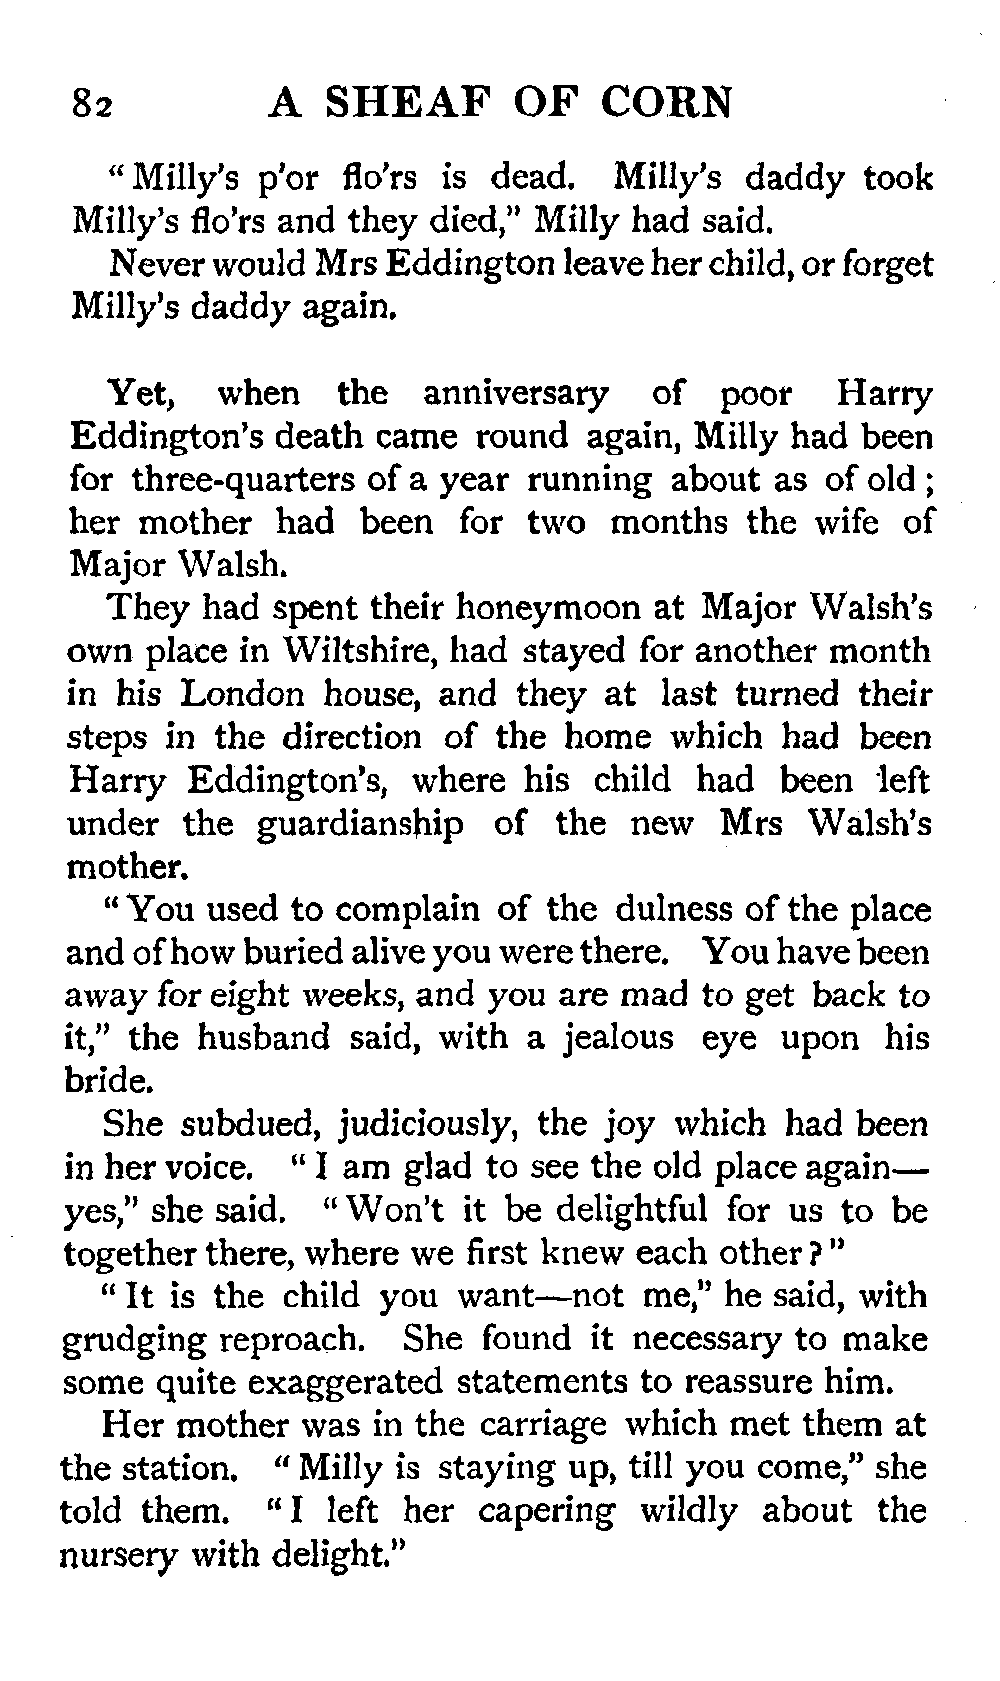 82 A SHEAF OF CORN
"Milly's p'or flo'rs is dead. Milly's daddy took
Milly's flo'rs and they died," Milly had said.
Never would Mrs Eddington leave her child, or forget
Milly's daddy again.
Yet, when the anniversary of poor Harry
Eddington's death came round again, Milly had been
for three-quarters of a year running about as of old ;
her mother had been for two months the wife of
Major Walsh.
They had spent their honeymoon at Major Walsh's
own place in Wiltshire, had stayed for another month
in his London house, and they at last turned their
steps in the direction of the home which had been
Harry Eddington's, where his child had been left
under the guardianship of the new Mrs Walsh's
mother.
"You used to complain of the dulness of the place
and of how buried alive you were there. You have been
away for eight weeks, and you are mad to get back to
it," the husband said, with a jealous eye upon his
bride.
She subdued, judiciously, the joy which had been
in her voice. "I am glad to see the old place again—
yes," she said. "Won't it be delightful for us to be
together there, where we first knew each other?"
"It is the child you want—not me," he said, with
grudging reproach. She found it necessary to make
some quite exaggerated statements to reassure him.
Her mother was in the carriage which met them at
the station. "Milly is staying up, till you come," she
told them. "I left her capering wildly about the
nursery with delight."